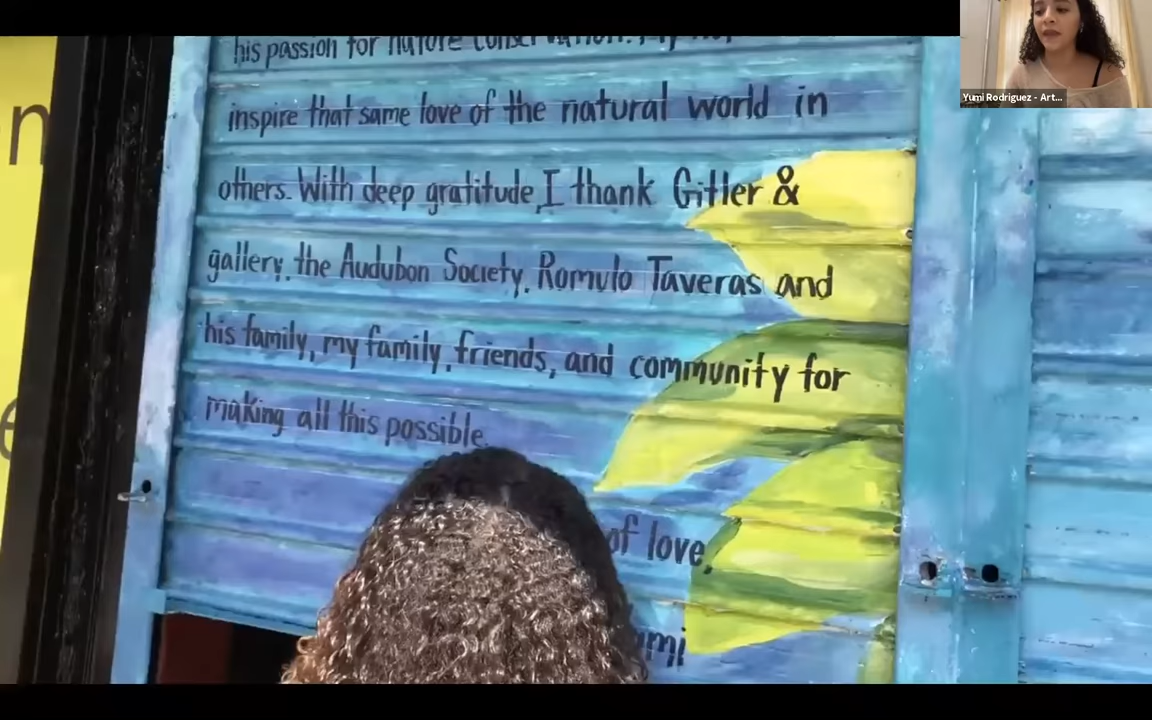 his passion for nature conservation.
inspire that same love of the natural world in
others. With deep gratitude, I thank Gitler &
gallery, the Audubon Society, Romulo Taveras and
his family, my family, friends, and community for
making all this possible.
of love,
Yumi Rodriguez - Art...